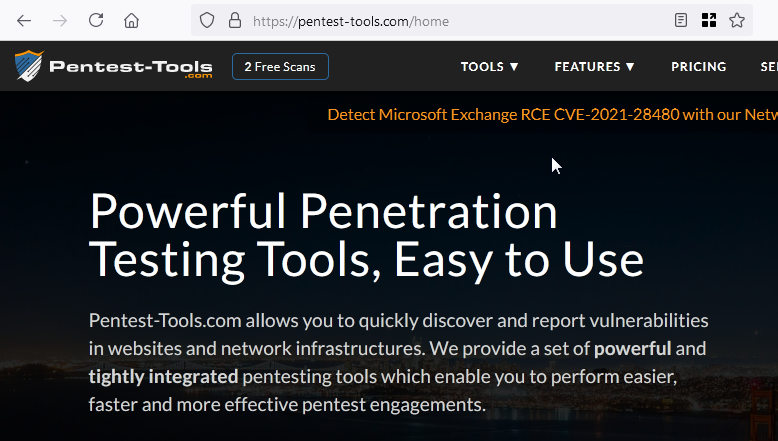 https://pentest-tools.com/home
Pentest-Tools
.com
2 Free Scans
TOOLS ▼
FEATURES ▼
PRICING
Detect Microsoft Exchange RCE CVE-2021-28480 with our
Powerful Penetration
Testing Tools, Easy to Use
Pentest-Tools.com allows you to quickly discover and report vulnerabilities
in websites and network infrastructures. We provide a set of powerful and
tightly integrated pentesting tools which enable you to perform easier,
faster and more effective pentest engagements.